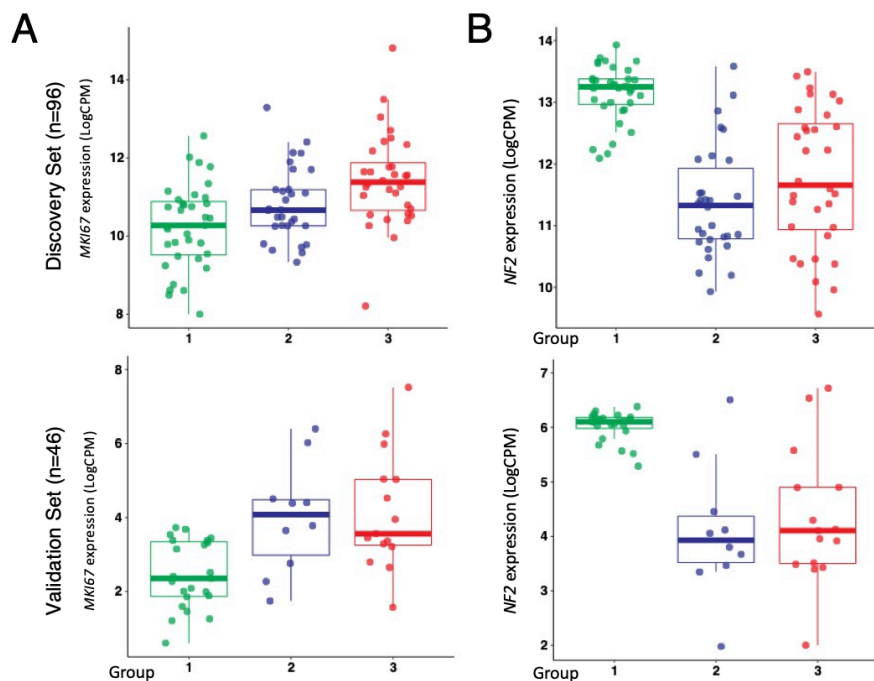 A
B
Discovery Set (n=96)
MKI67 expression (LogCPM)
14
12
10
8
1
2
3
NF2 expression (LogCPM)
14
13
12
11
10
Group
1
2
3
Validation Set (n=46)
MKI67 expression (LogCPM)
8
6
4
2
Group
1
2
3
NF2 expression (LogCPM)
7
6
5
4
3
2
Group
1
2
3